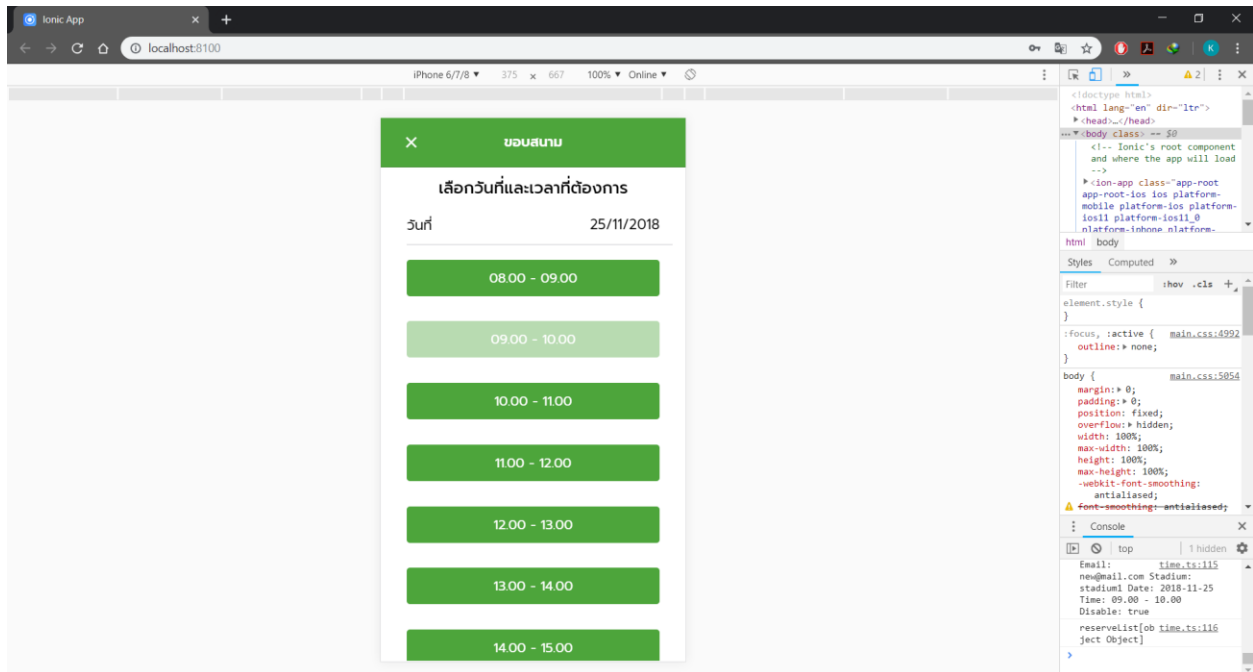 Ionic App
localhost:8100
K
iPhone 6/7/8 ▼ 375 x 667 100% ▼ Online ▼
ขอบสนาม
เลือกวันที่และเวลาที่ต้องการ
วันที่ 25/11/2018
08.00 - 09.00
09.00 - 10.00
10.00 - 11.00
11.00 - 12.00
12.00 - 13.00
13.00 - 14.00
14.00 - 15.00
» 2
<!doctype html>
<html lang="en" dir="ltr">
<head>…</head>
... <body class> == $0
<!-- Ionic's root component
and where the app will load
-->
<ion-app class="app-root
app-root-ios ios platform-
mobile platform-ios platform-
ios11 platform-ios11_0
platform-iphone platform-
html body
Styles Computed »
Filter :hov .cls +
element.style {
}
:focus, :active { main.css:4992
outline: none;
}
body { main.css:5054
margin: 0;
padding: 0;
position: fixed;
overflow: hidden;
width: 100%;
max-width: 100%;
height: 100%;
max-height: 100%;
-webkit-font-smoothing:
antialiased;
font-smoothing: antialiased;
Console
top 1 hidden
Email: time.ts:115
new@mail.com Stadium:
stadium1 Date: 2018-11-25
Time: 09.00 - 10.00
Disable: true
reserveList[ob time.ts:116
ject Object]
>